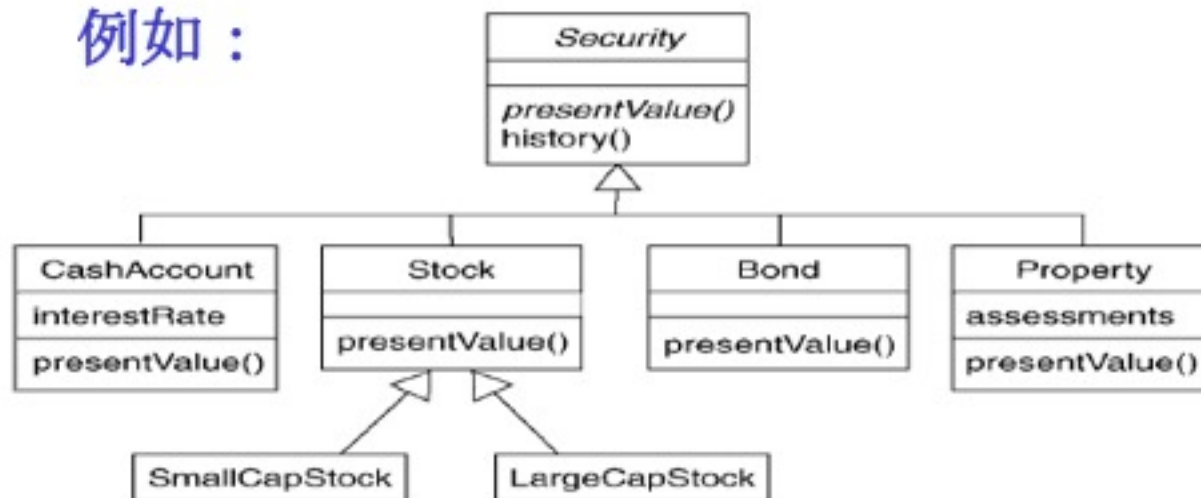 例如：
Security
presentValue()
history()
CashAccount
interestRate
presentValue()
Stock
presentValue()
Bond
presentValue()
Property
assessments
presentValue()
SmallCapStock
LargeCapStock